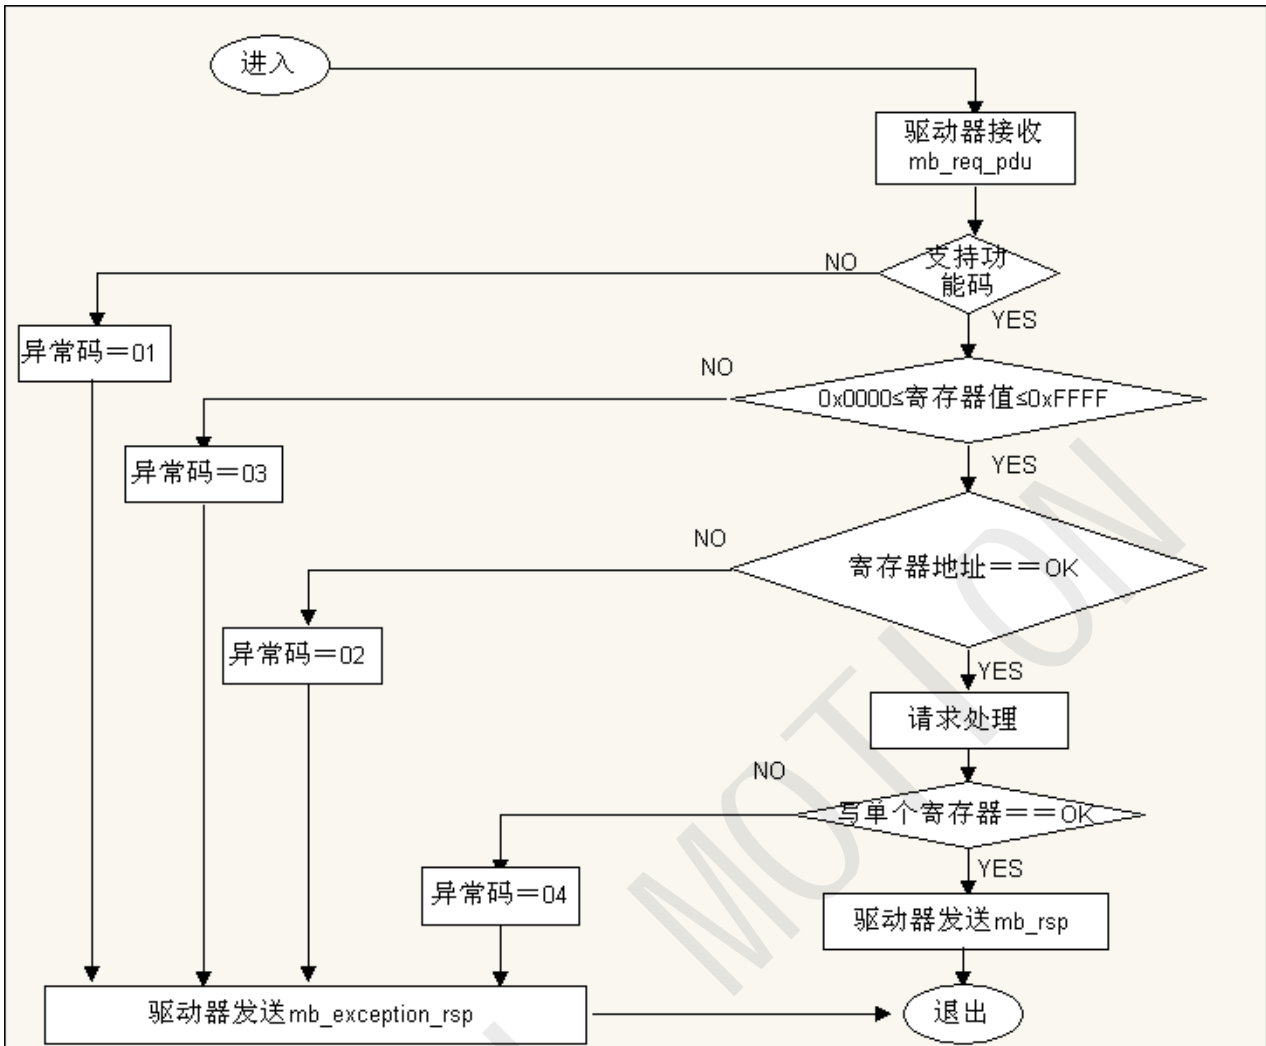 进入
驱动器接收
mb_req_pdu
NO
支持功
能码
YES
异常码＝01
NO
0x0000≤寄存器值≤0xFFFF
YES
异常码＝03
NO
寄存器地址＝＝OK
异常码＝02
YES
请求处理
NO
写单个寄存器＝＝OK
YES
异常码＝04
驱动器发送mb_rsp
驱动器发送mb_exception_rsp
退出
MOTION